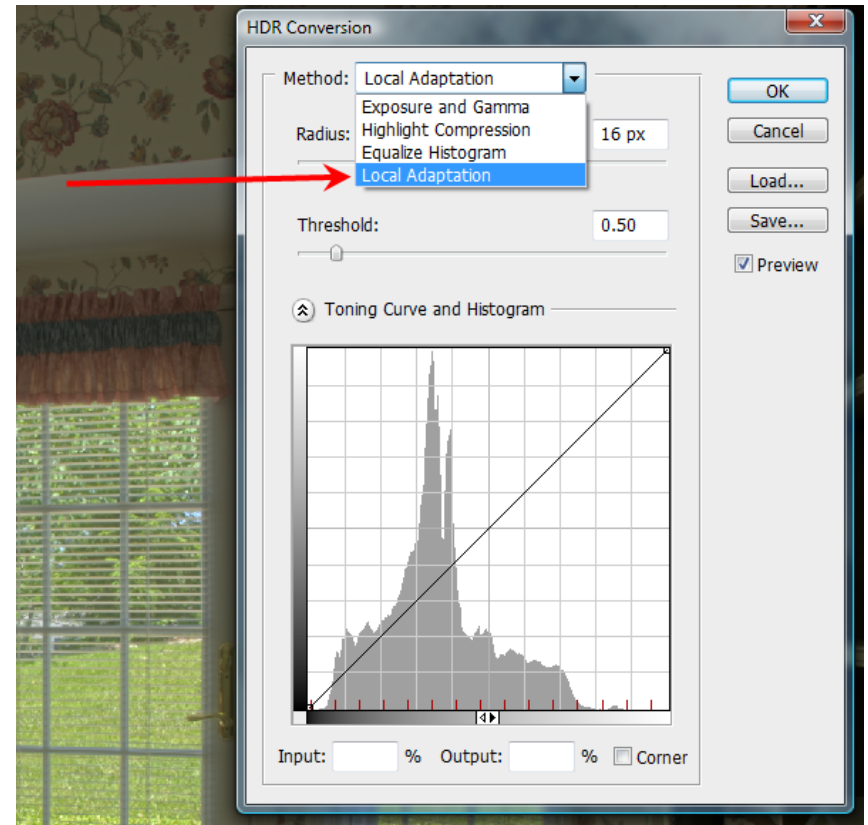 HDR Conversion
Method: Local Adaptation
Exposure and Gamma
Highlight Compression
Equalize Histogram
Local Adaptation
Radius: 16 px
Threshold: 0.50
Toning Curve and Histogram
Input: % Output: % Corner
OK
Cancel
Load...
Save...
Preview